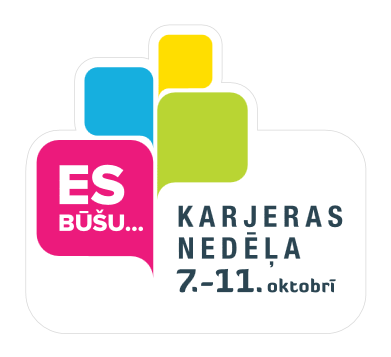 ES
BŪŠU...
KARJERAS
NEDĒĻA
7.-11. oktobrī